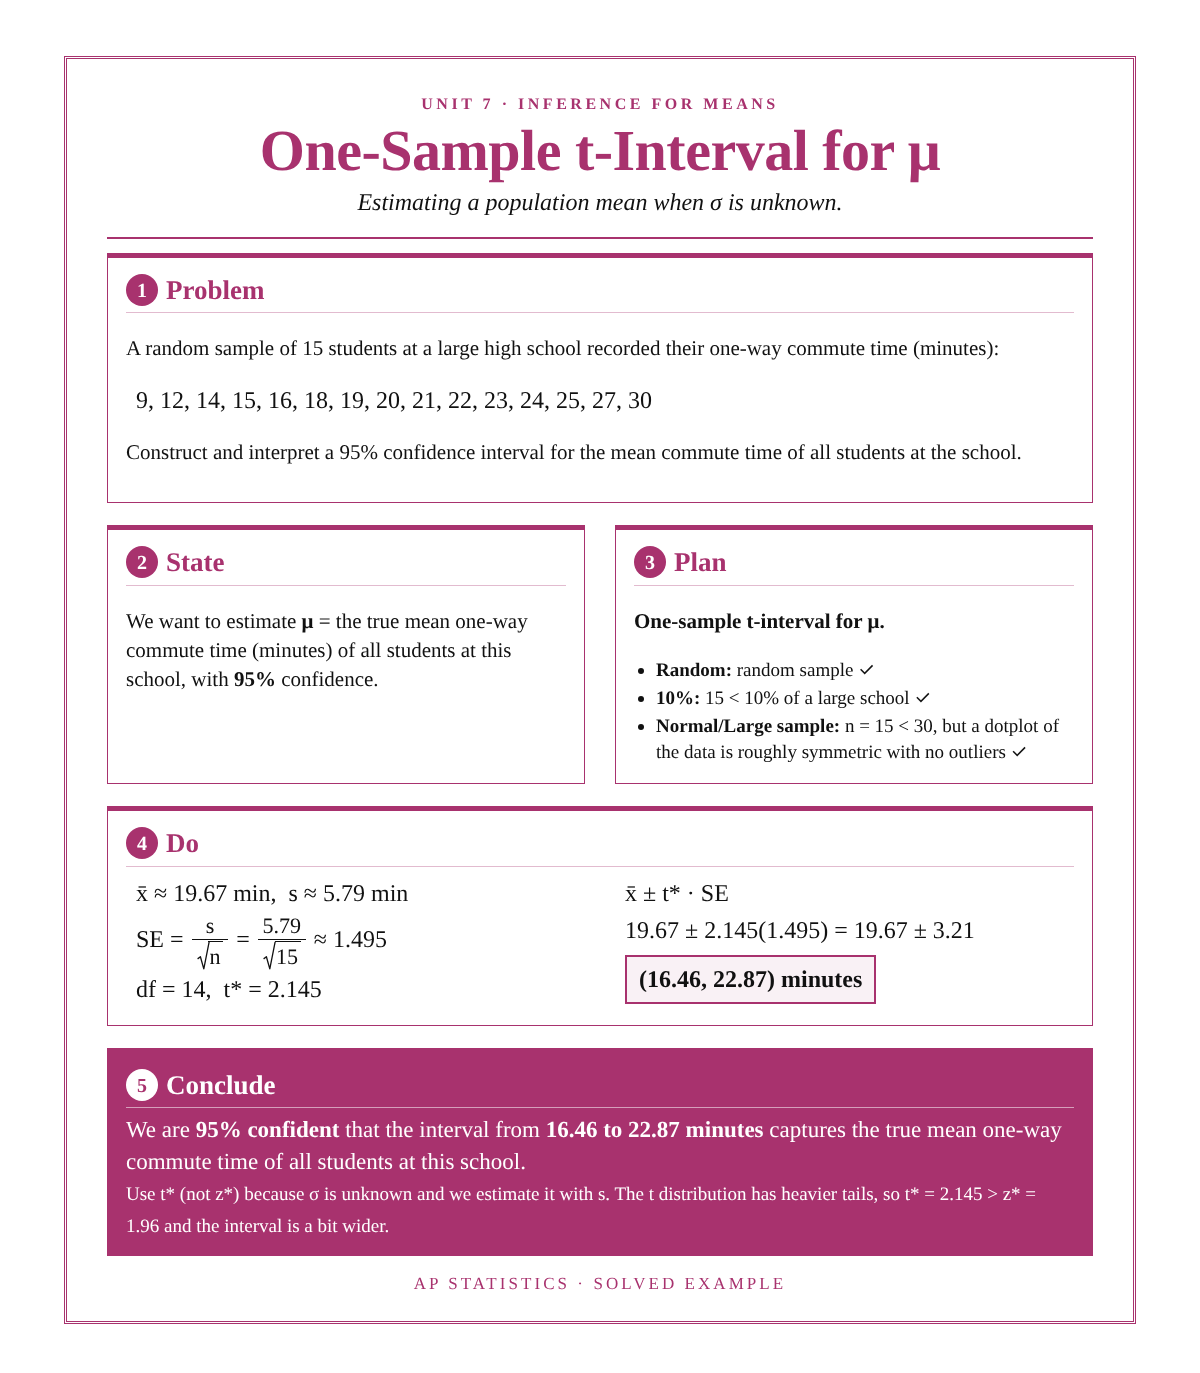 UNIT 7 · INFERENCE FOR MEANS
One-Sample t-Interval for μ
Estimating a population mean when σ is unknown.
1 Problem
A random sample of 15 students at a large high school recorded their one-way commute time (minutes):
9, 12, 14, 15, 16, 18, 19, 20, 21, 22, 23, 24, 25, 27, 30
Construct and interpret a 95% confidence interval for the mean commute time of all students at the school.
2 State
We want to estimate μ = the true mean one-way
commute time (minutes) of all students at this
school, with 95% confidence.
3 Plan
One-sample t-interval for μ.
• Random: random sample ✓
• 10%: 15 < 10% of a large school ✓
• Normal/Large sample: n = 15 < 30, but a dotplot of
the data is roughly symmetric with no outliers ✓
4 Do
x̄ ≈ 19.67 min, s ≈ 5.79 min
SE = s/√n = 5.79/√15 ≈ 1.495
df = 14, t* = 2.145
x̄ ± t* · SE
19.67 ± 2.145(1.495) = 19.67 ± 3.21
(16.46, 22.87) minutes
5 Conclude
We are 95% confident that the interval from 16.46 to 22.87 minutes captures the true mean one-way
commute time of all students at this school.
Use t* (not z*) because σ is unknown and we estimate it with s. The t distribution has heavier tails, so t* = 2.145 > z* =
1.96 and the interval is a bit wider.
AP STATISTICS · SOLVED EXAMPLE